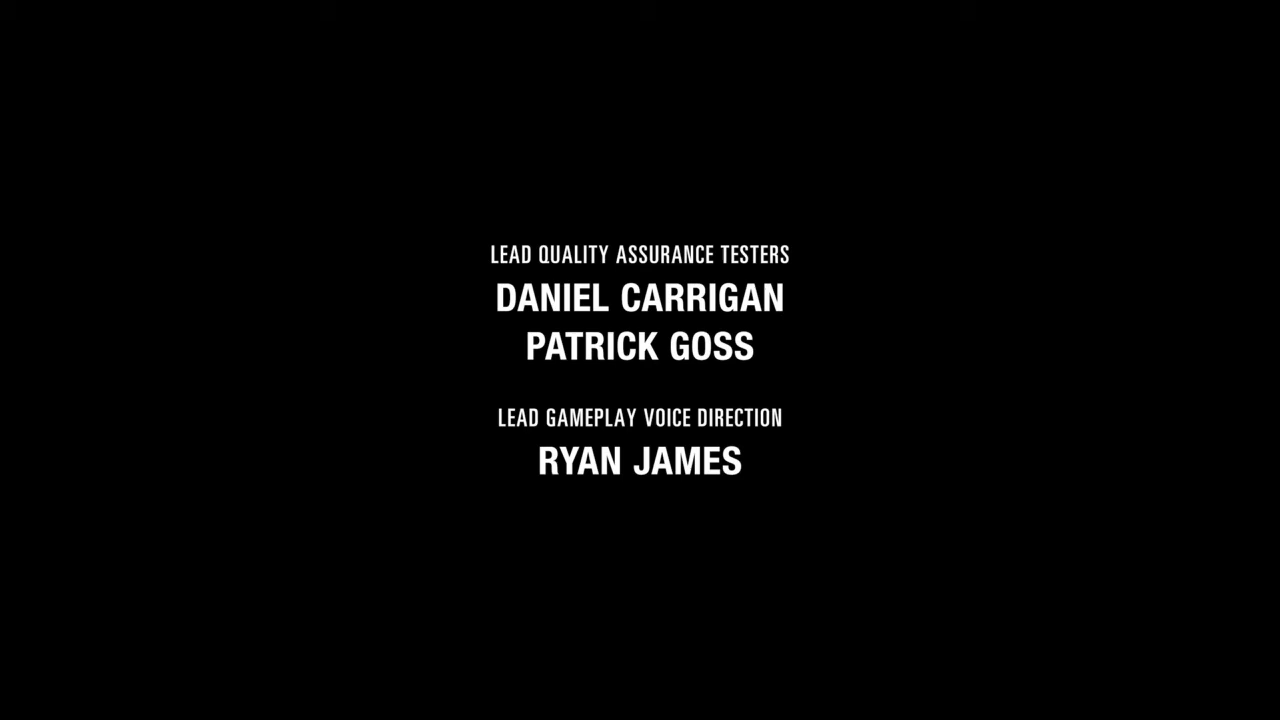 LEAD QUALITY ASSURANCE TESTERS
DANIEL CARRIGAN
PATRICK GOSS
LEAD GAMEPLAY VOICE DIRECTION
RYAN JAMES